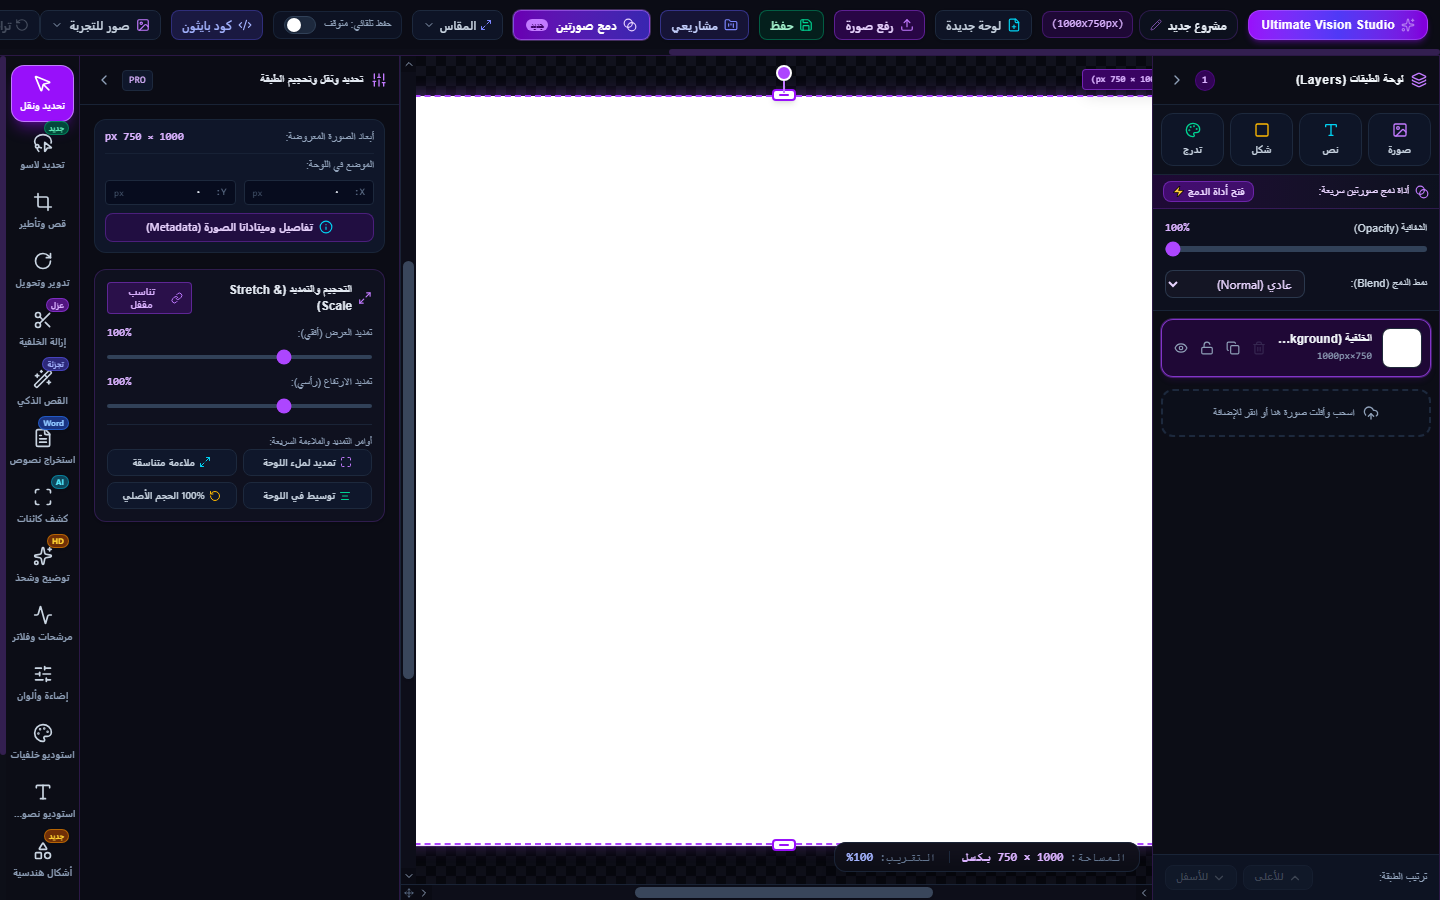 Ultimate Vision Studio
مشروع جديد
(1000x750px)
لوحة جديدة
رفع صورة
حفظ
مشاريعي
دمج صورتين
المقاس
حفظ تلقائي: متوقف
كود بايثون
صور للتجربة
لوحة الطبقات (Layers)
1
صورة
نص
شكل
تدرج
أداة دمج صورتين سريعة:
فتح أداة الدمج
الشفافية (Opacity)
100%
نمط الدمج (Blend):
عادي (Normal)
الخلفية (kground...
1000px×750
اسحب وأفلت صورة هنا أو انقر للإضافة
ترتيب الطبقة:
للأعلى
للأسفل
المساحة: 1000 × 750 بكسل
التقريب: 100%
تحديد ونقل وتحجيم الطبقة
PRO
أبعاد الصورة المعروضة:
1000 × 750 px
الموضع في اللوحة:
X:
px
Y:
px
تفاصيل وميتاداتا الصورة (Metadata)
التحجيم والتمديد (Stretch & Scale)
تناسب مقفل
تمديد العرض (أفقي):
100%
تمديد الارتفاع (رأسي):
100%
أوامر التمديد والملاءمة السريعة:
تمديد لملء اللوحة
ملاءمة متناسقة
توسيط في اللوحة
100% الحجم الأصلي
تحديد ونقل
جديد
تحديد لاسو
قص وتأطير
تدوير وتحويل
عزل
إزالة الخلفية
تجزئة
القص الذكي
Word
استخراج نصوص
AI
كشف كائنات
HD
توضيح وشحذ
مرشحات وفلاتر
إضاءة وألوان
استوديو خلفيات
استوديو نصو...
جديد
أشكال هندسية